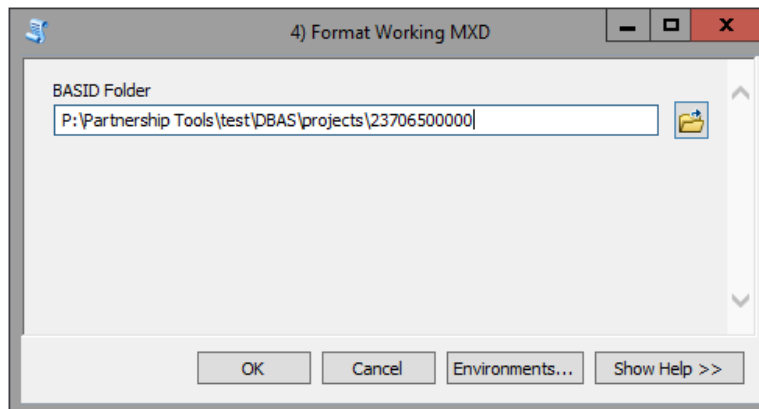 4) Format Working MXD
BASID Folder
P:\Partnership Tools\test\DBAS\projects\23706500000
OK Cancel Environments... Show Help >>